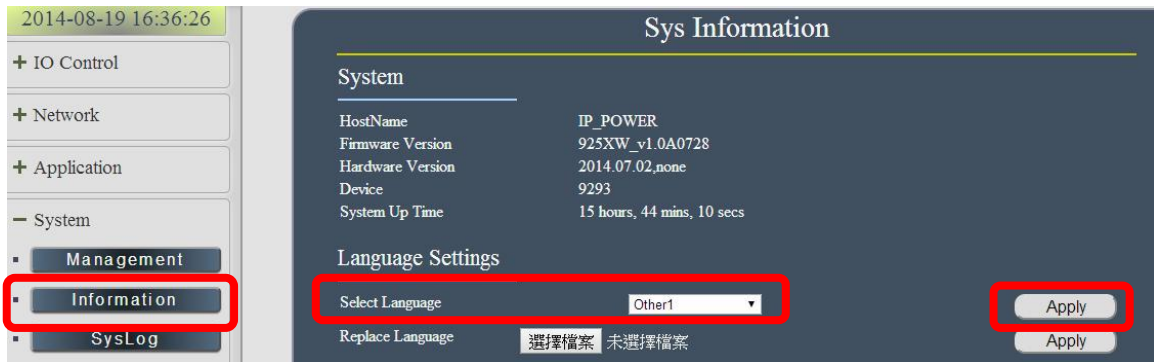 2014-08-19 16:36:26
+ IO Control
+ Network
+ Application
− System
▪ Management
▪ Information
▪ SysLog
Sys Information
System
HostName IP_POWER
Firmware Version 925XW_v1.0A0728
Hardware Version 2014.07.02,none
Device 9293
System Up Time 15 hours, 44 mins, 10 secs
Language Settings
Select Language Other1 Apply
Replace Language 選擇檔案 未選擇檔案 Apply